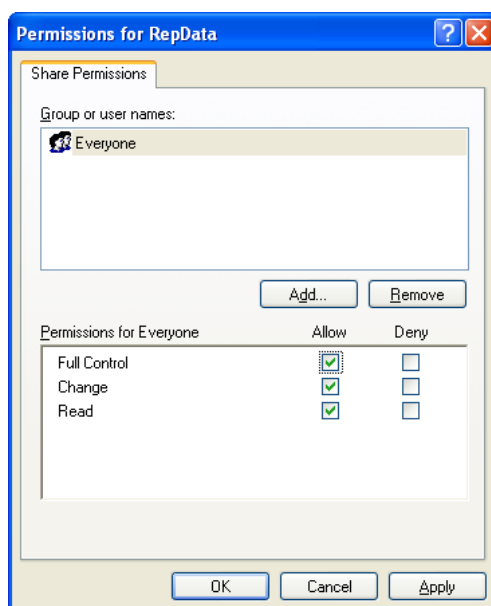 Permissions for RepData
Share Permissions
Group or user names:
Everyone
Add... Remove
Permissions for Everyone Allow Deny
Full Control
Change
Read
OK Cancel Apply